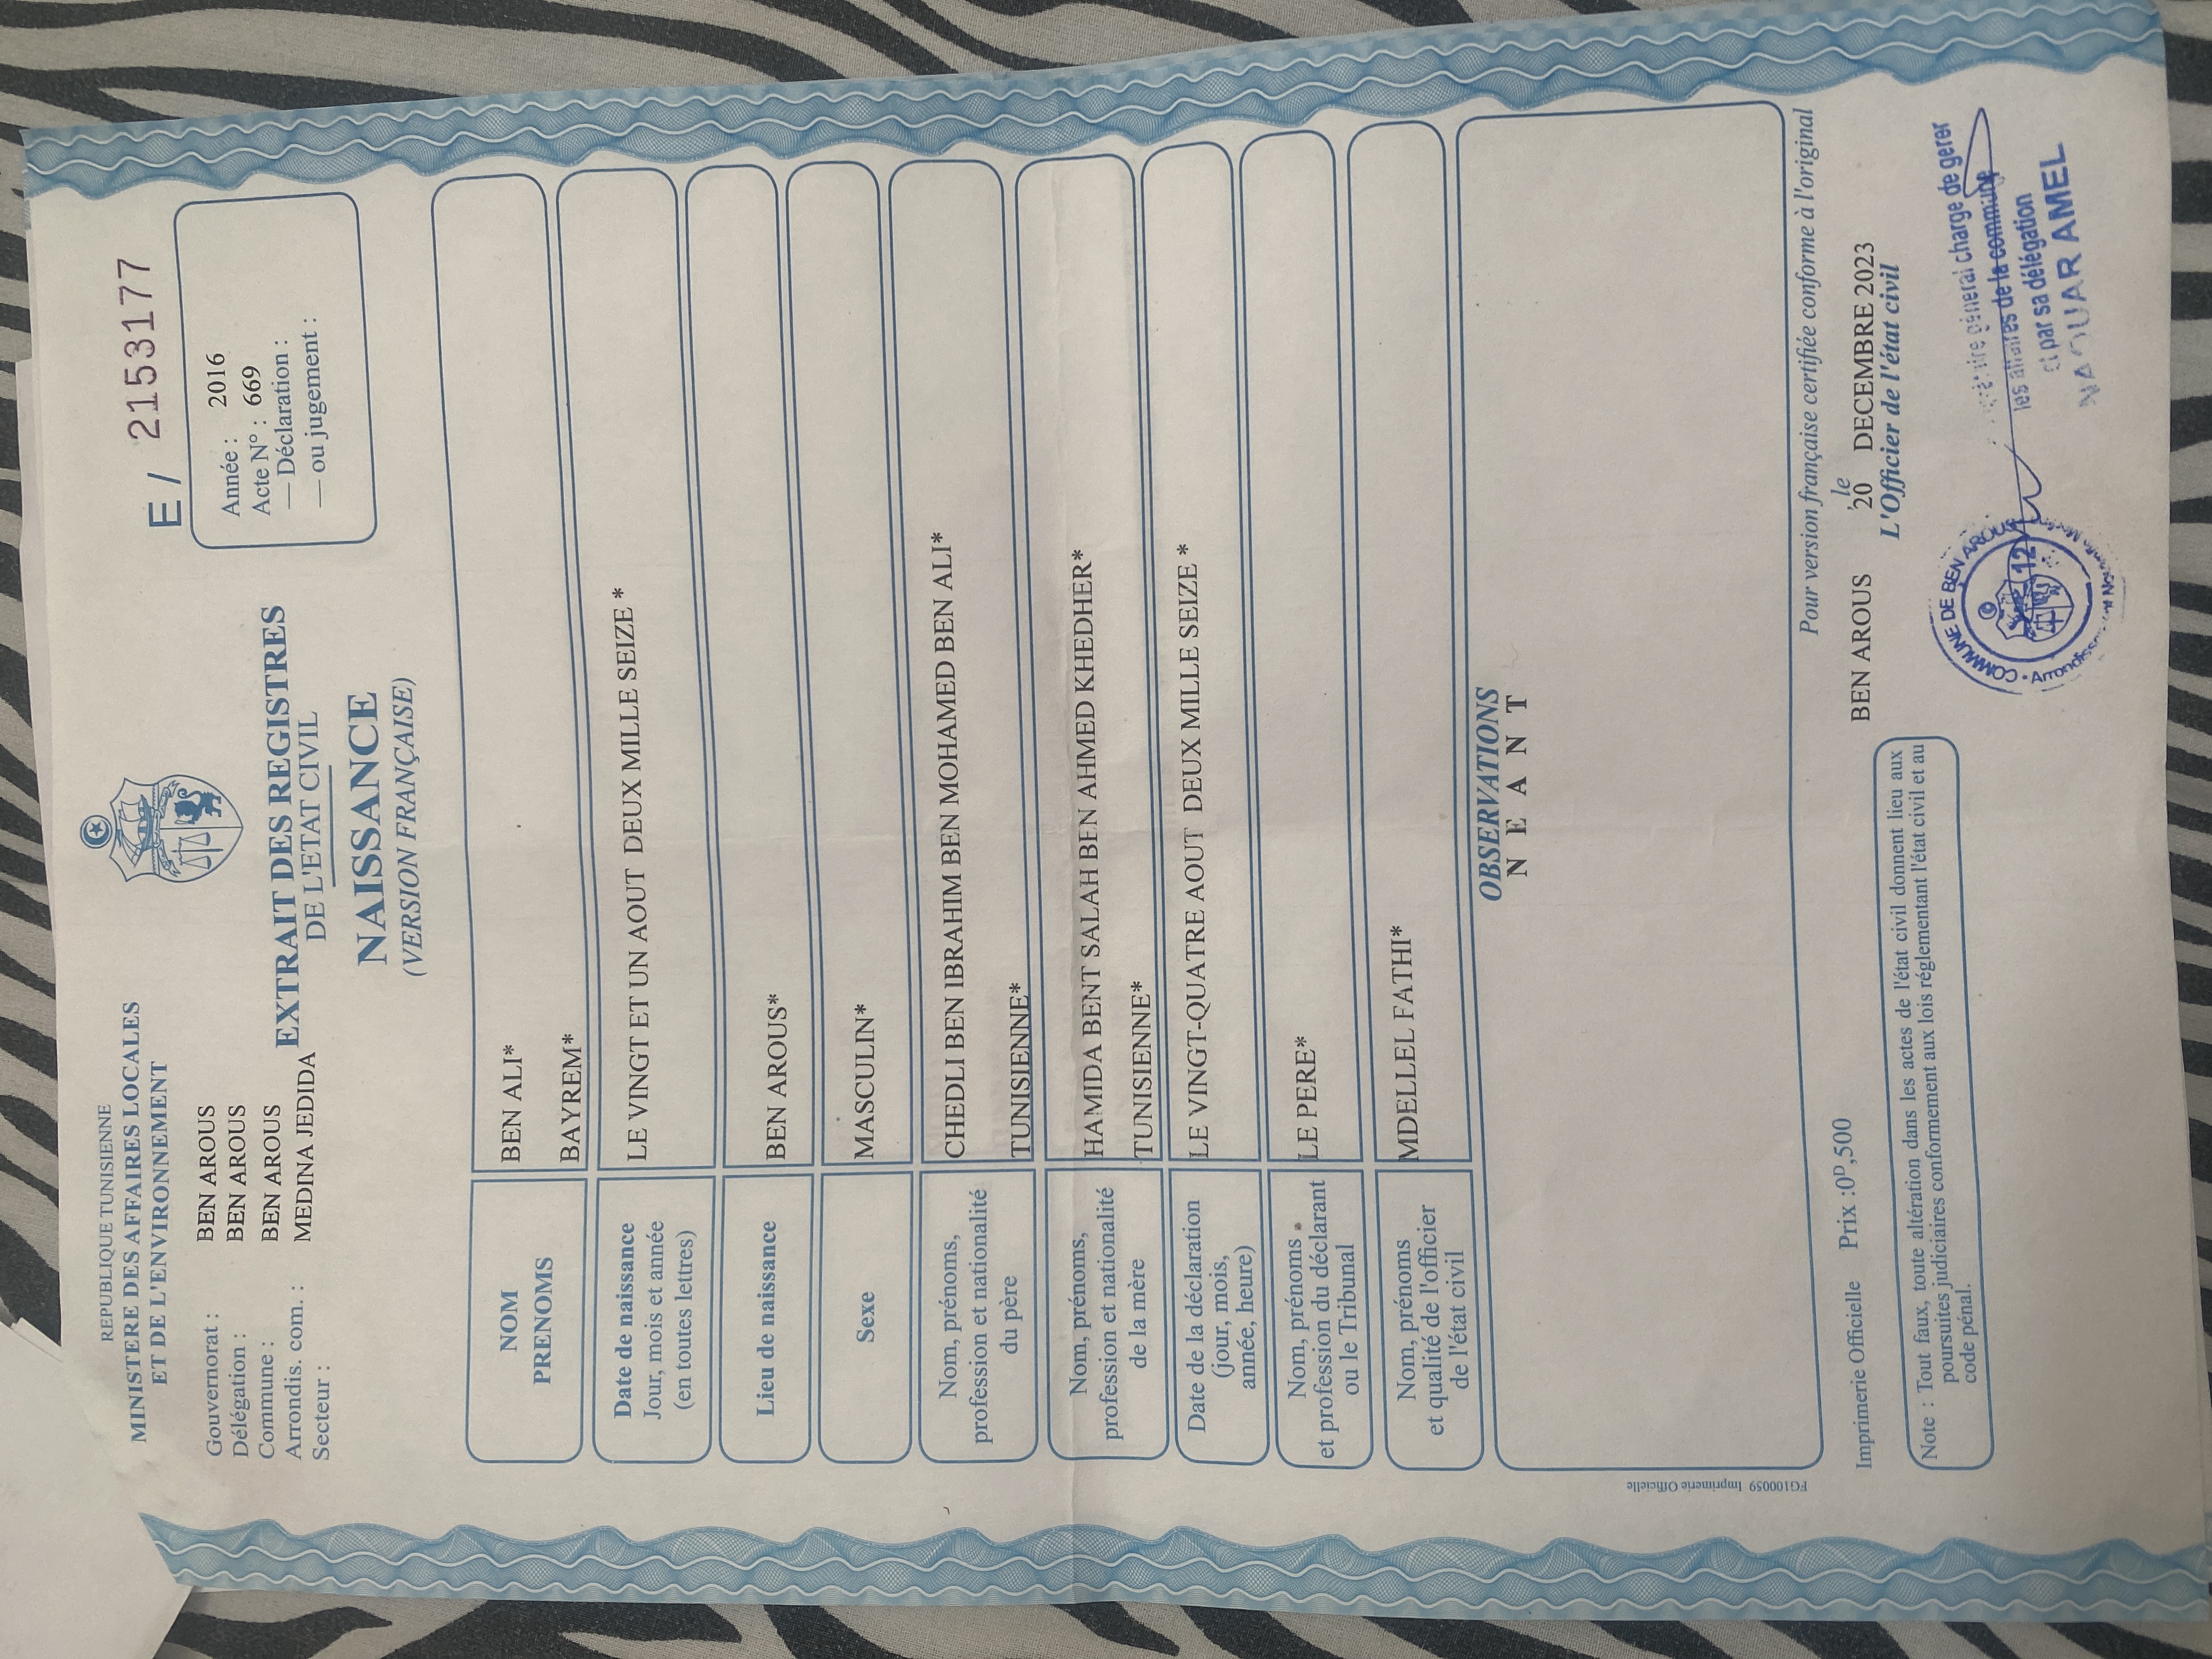 REPUBLIQUE TUNISIENNE
MINISTERE DES AFFAIRES LOCALES
ET DE L'ENVIRONNEMENT
E / 2153177
Gouvernorat : BEN AROUS
Délégation : BEN AROUS
Commune : BEN AROUS
Arrondis. com. : MEDINA JEDIDA
Secteur :
Année : 2016
Acte N° : 669
— Déclaration :
— ou jugement :
EXTRAIT DES REGISTRES
DE L'ETAT CIVIL
NAISSANCE
(VERSION FRANÇAISE)
NOM BEN ALI*
PRENOMS BAYREM*
Date de naissance
Jour, mois et année
(en toutes lettres)
LE VINGT ET UN AOUT DEUX MILLE SEIZE *
Lieu de naissance BEN AROUS*
Sexe MASCULIN*
Nom, prénoms,
profession et nationalité
du père
CHEDLI BEN IBRAHIM BEN MOHAMED BEN ALI*
TUNISIENNE*
Nom, prénoms,
profession et nationalité
de la mère
HAMIDA BENT SALAH BEN AHMED KHEDHER*
TUNISIENNE*
Date de la déclaration
(jour, mois,
année, heure)
LE VINGT-QUATRE AOUT DEUX MILLE SEIZE *
Nom, prénoms
et profession du déclarant
ou le Tribunal
LE PERE*
Nom, prénoms
et qualité de l'officier
de l'état civil
MDELLEL FATHI*
OBSERVATIONS
N E A N T
FG100059 Imprimerie Officielle
Pour version française certifiée conforme à l'original
Imprimerie Officielle Prix :0ᴰ,500
BEN AROUS le 20 DECEMBRE 2023
L'Officier de l'état civil
Note : Tout faux, toute altération dans les actes de l'état civil donnent lieu aux
poursuites judiciaires conformement aux lois réglementant l'état civil et au
code pénal.
COMMUNE DE BEN AROUS
12
général charge de gerer
les affaires de la commune
et par sa délégation
NAOUAR AMEL